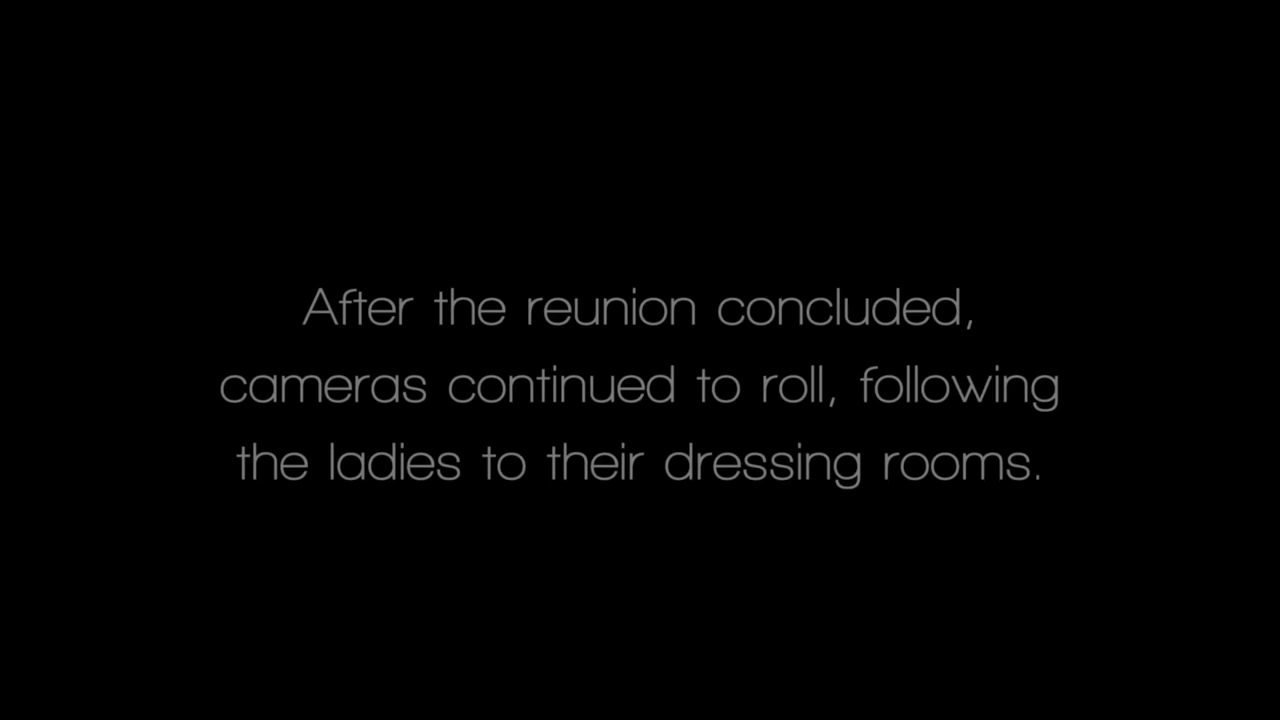 After the reunion concluded,
cameras continued to roll, following
the ladies to their dressing rooms.